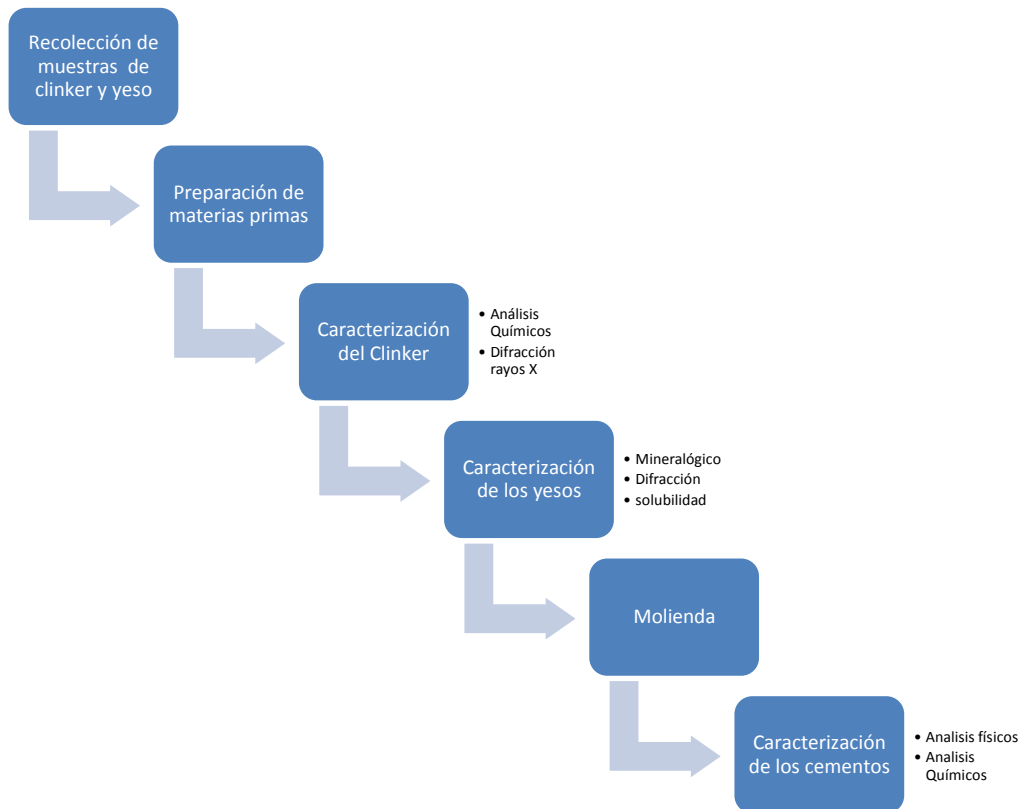 Recolección de
muestras de
clinker y yeso
Preparación de
materias primas
Caracterización
del Clinker
• Análisis
Químicos
• Difracción
rayos X
Caracterización
de los yesos
• Mineralógico
• Difracción
• solubilidad
Molienda
Caracterización
de los cementos
• Analisis físicos
• Analisis
Químicos